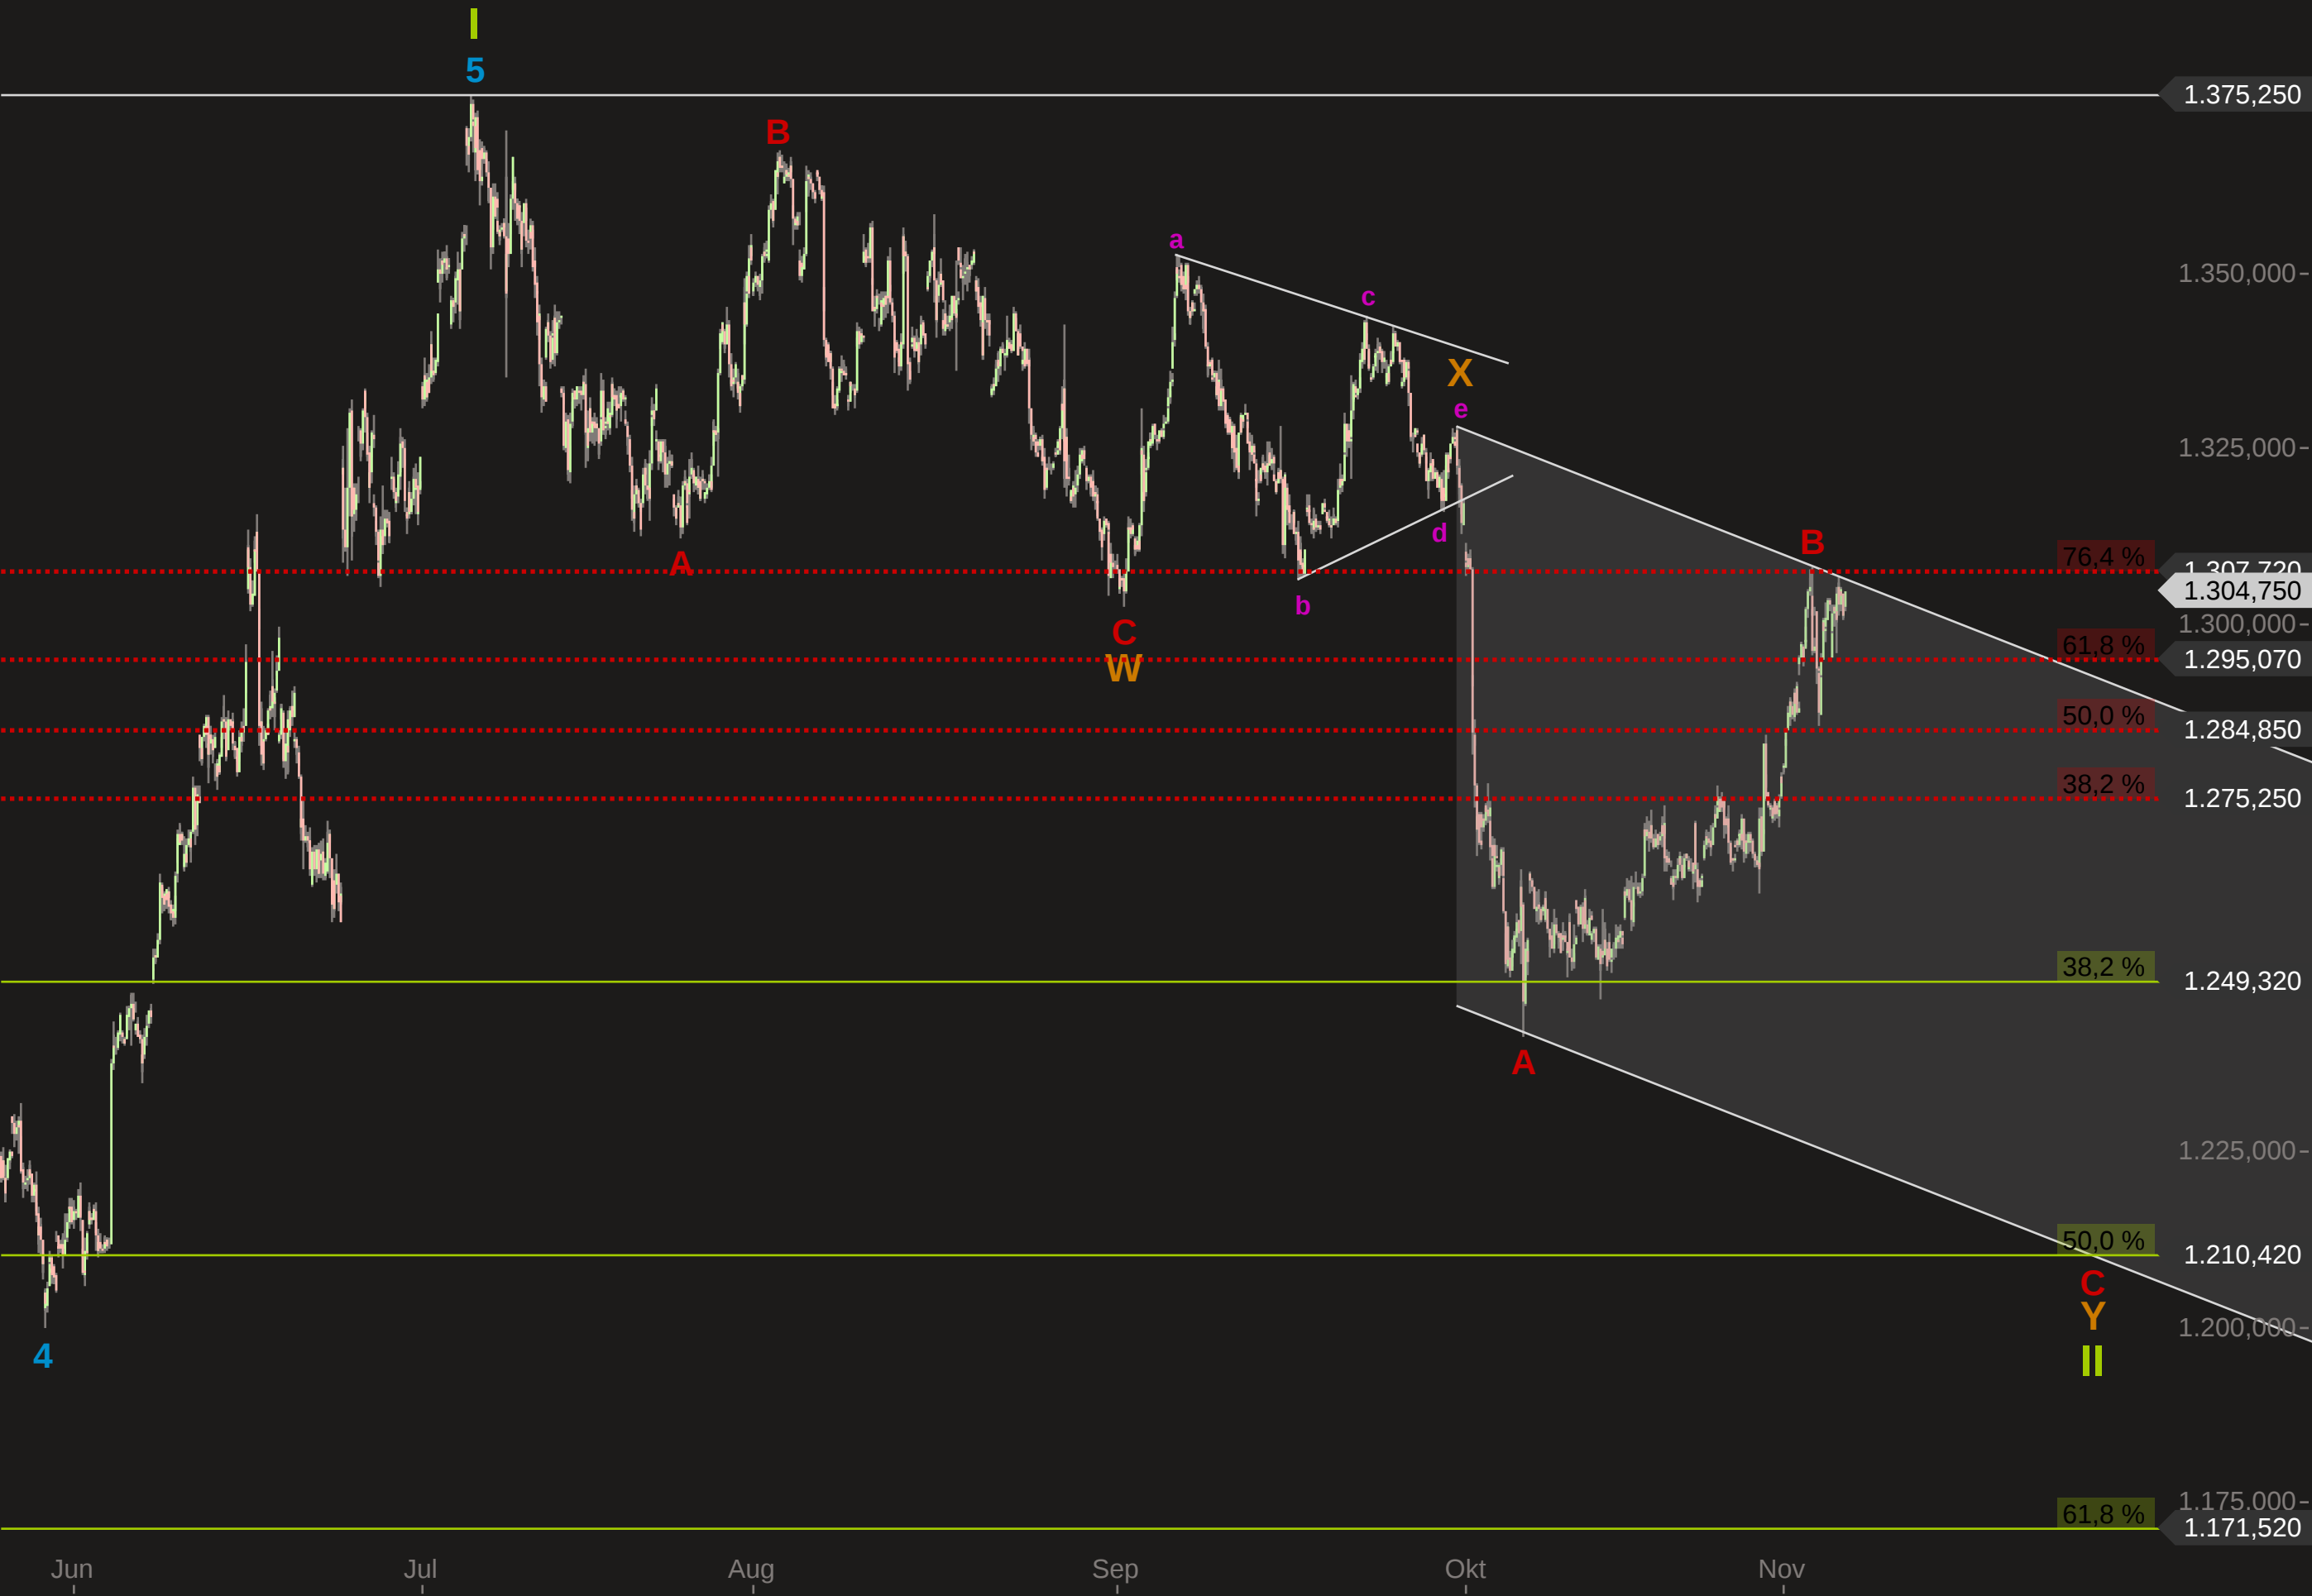 I
5
1.375,250
B
a
1.350,000
c
X
e
1.325,000
d
B
A
76,4 %
1.307,720
1.304,750
b
1.300,000
C
61,8 %
W
1.295,070
50,0 %
1.284,850
38,2 %
1.275,250
38,2 %
1.249,320
A
1.225,000
50,0 %
1.210,420
C
Y
1.200,000
4
II
1.175,000
61,8 %
1.171,520
Jun Jul Aug Sep Okt Nov